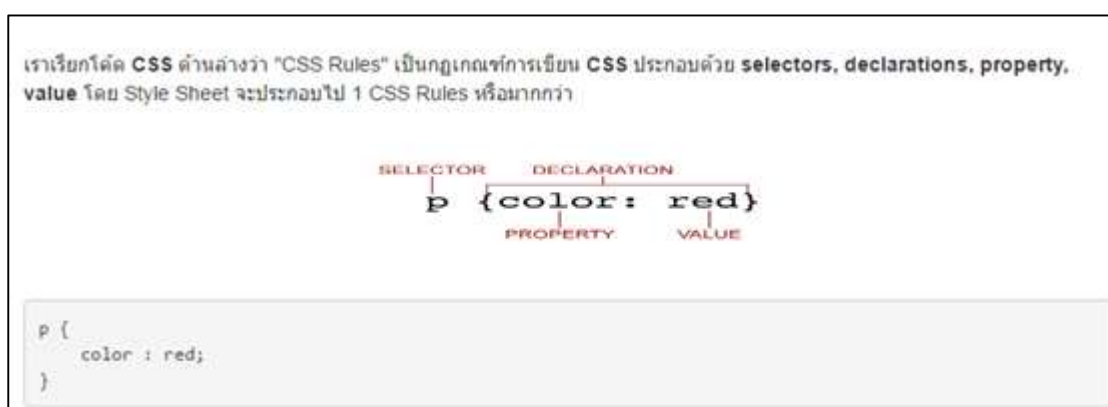 เราเรียกโค้ด CSS ด้านล่างว่า "CSS Rules" เป็นกฎเกณฑ์การเขียน CSS ประกอบด้วย selectors, declarations, property,
value โดย Style Sheet จะประกอบไป 1 CSS Rules หรือมากกว่า
SELECTOR DECLARATION
p {color: red}
PROPERTY VALUE
p {
color : red;
}